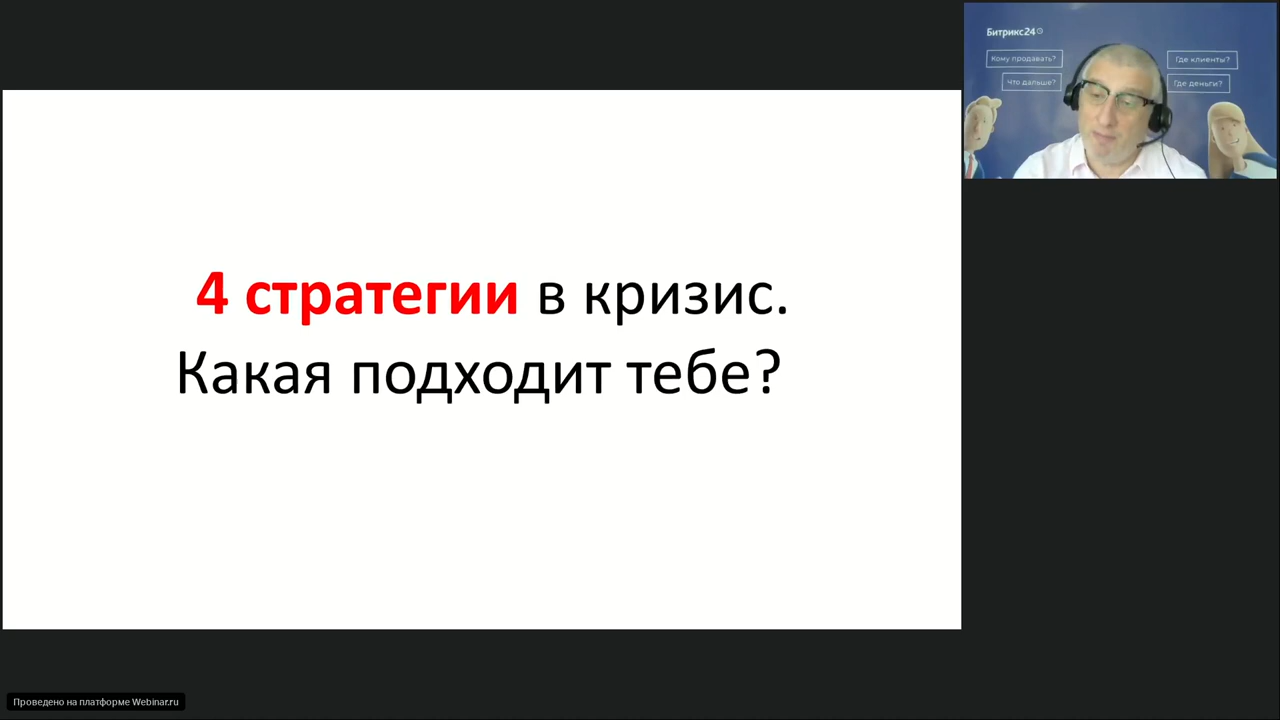 Битрикс24
Кому продавать?
Где клиенты?
Что дальше?
Где деньги?
4 стратегии в кризис.
Какая подходит тебе?
Проведено на платформе Webinar.ru